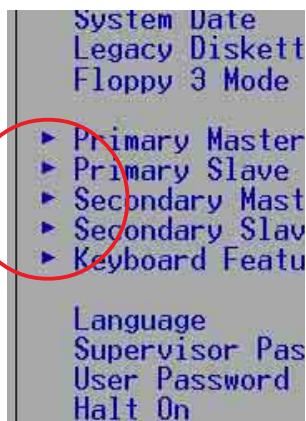 System Date
Legacy Diskett
Floppy 3 Mode
▶ Primary Master
▶ Primary Slave
▶ Secondary Mast
▶ Secondary Slav
▶ Keyboard Featu
Language
Supervisor Pas
User Password
Halt On